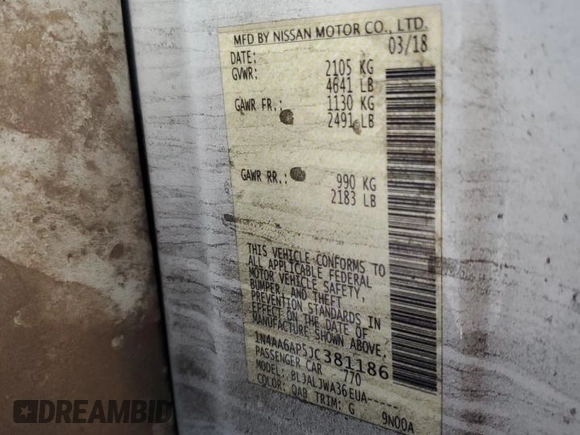 MFD BY NISSAN MOTOR CO., LTD.
DATE: 03/18
GVWR: 2105 KG
4641 LB
GAWR FR.: 1130 KG
2491 LB
GAWR RR.: 990 KG
2183 LB
THIS VEHICLE CONFORMS TO
ALL APPLICABLE FEDERAL
MOTOR VEHICLE SAFETY,
BUMPER, AND THEFT
PREVENTION STANDARDS IN
EFFECT ON THE DATE OF
MANUFACTURE SHOWN ABOVE.
1N4AA6AP5JC381186
PASSENGER CAR 770
MODEL: BLJALJWA36EUA-----
COLOR: QAB TRIM: G 9N00A
DREAMBID